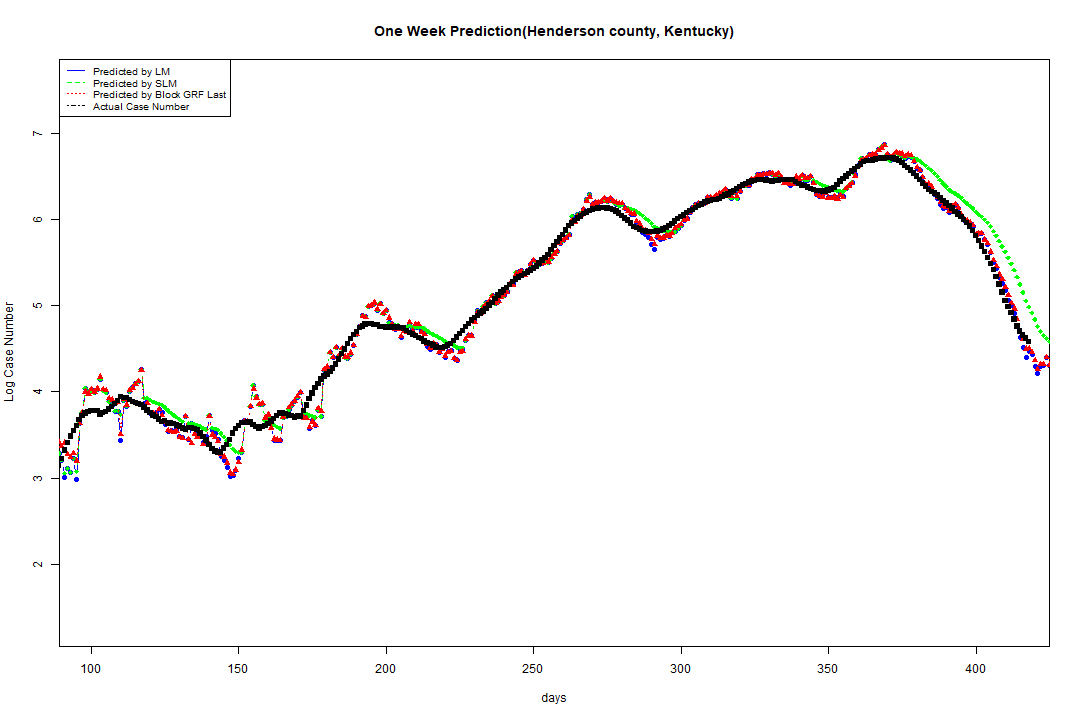 One Week Prediction(Henderson county, Kentucky)
Predicted by LM
Predicted by SLM
Predicted by Block GRF Last
Actual Case Number
7
6
5
4
3
2
Log Case Number
100 150 200 250 300 350 400
days